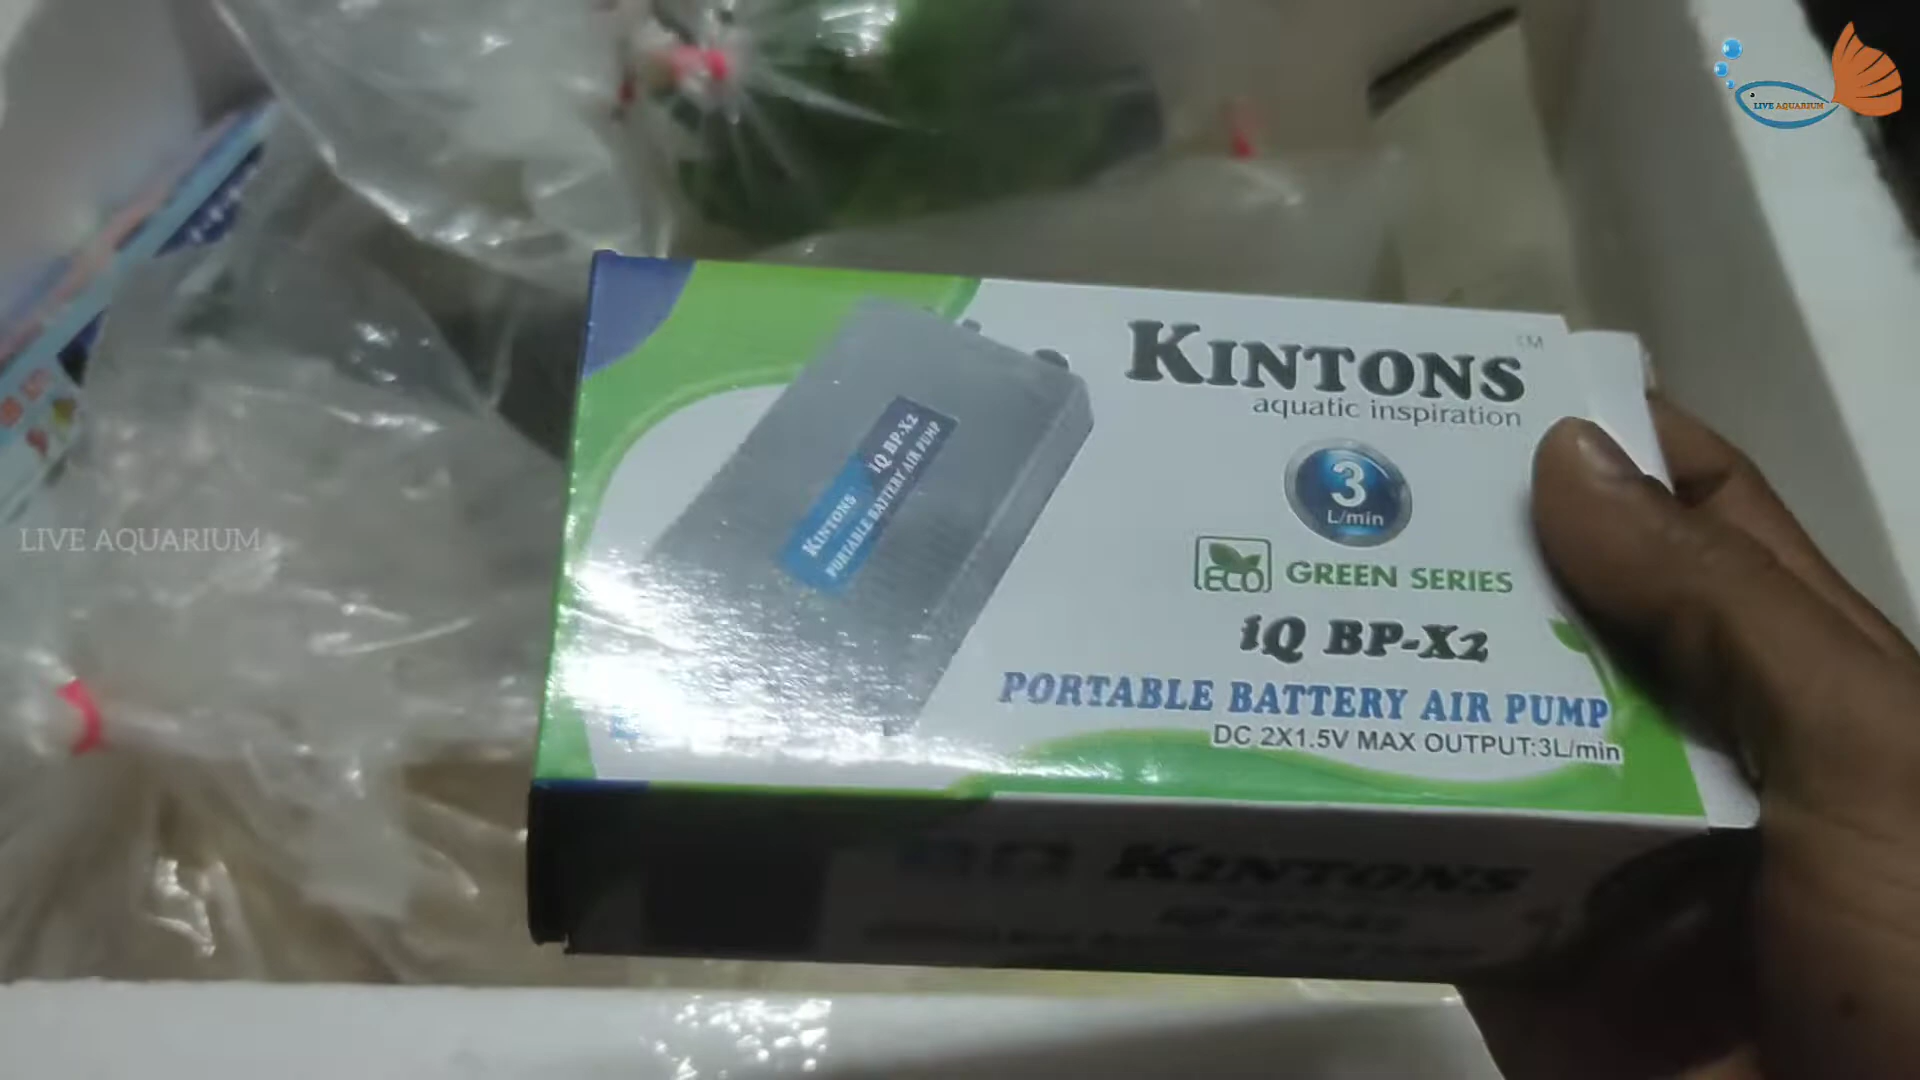 LIVE AQUARIUM
KINTONS
TM
aquatic inspiration
3
L/min
ECO GREEN SERIES
iQ BP-X2
PORTABLE BATTERY AIR PUMP
DC 2X1.5V MAX OUTPUT:3L/min
KINTONS
iQ BP-X2
PORTABLE BATTERY AIR PUMP
LIVE AQUARIUM
KINTONS